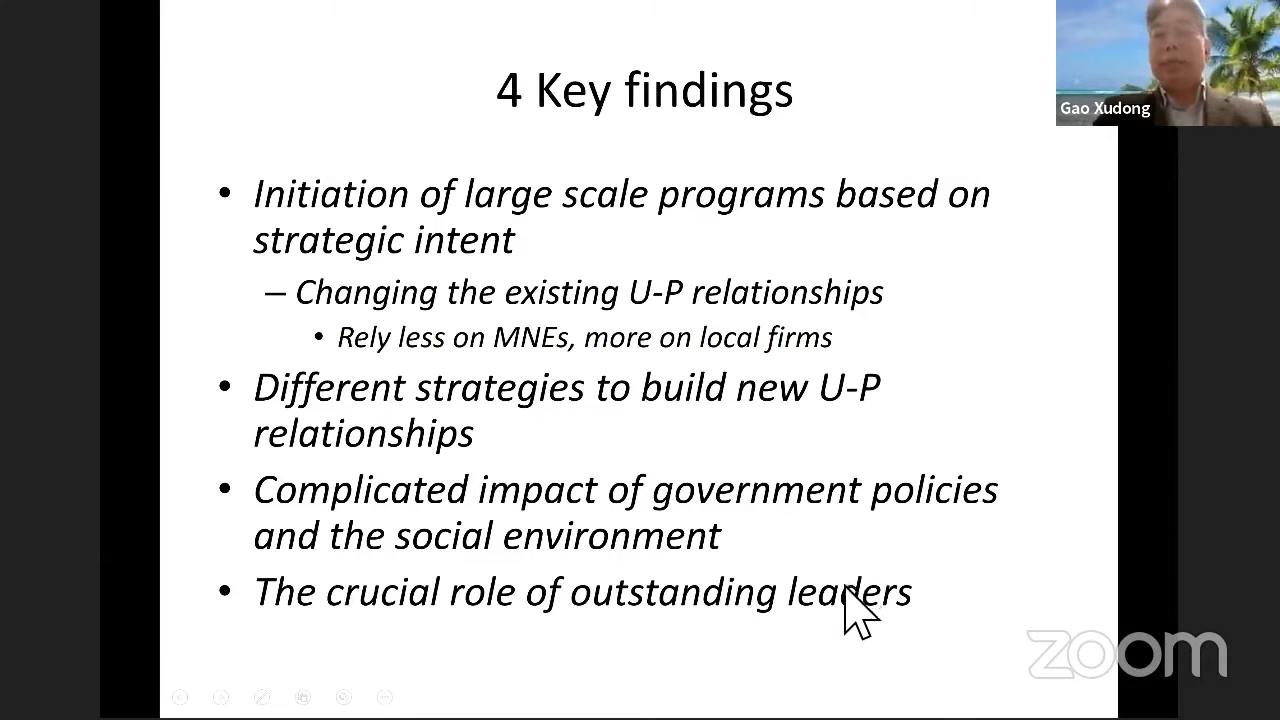 4 Key findings
Gao Xudong
• Initiation of large scale programs based on
strategic intent
– Changing the existing U-P relationships
• Rely less on MNEs, more on local firms
• Different strategies to build new U-P
relationships
• Complicated impact of government policies
and the social environment
• The crucial role of outstanding leaders
zoom